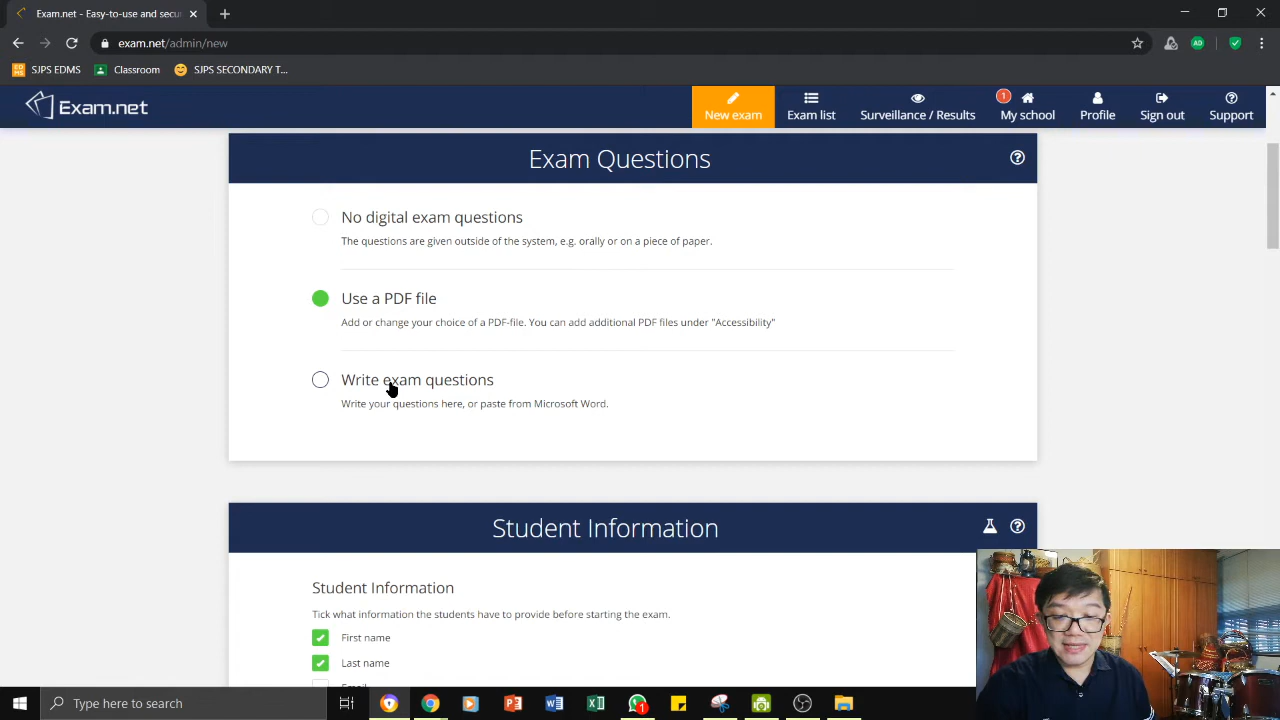 Exam.net - Easy-to-use and secu
exam.net/admin/new
SJPS EDMS
Classroom
SJPS SECONDARY T...
Exam.net
New exam
Exam list
Surveillance / Results
1
My school
Profile
Sign out
Support
Exam Questions
No digital exam questions
The questions are given outside of the system, e.g. orally or on a piece of paper.
Use a PDF file
Add or change your choice of a PDF-file. You can add additional PDF files under "Accessibility"
Write exam questions
Write your questions here, or paste from Microsoft Word.
Student Information
Student Information
Tick what information the students have to provide before starting the exam.
First name
Last name
Type here to search